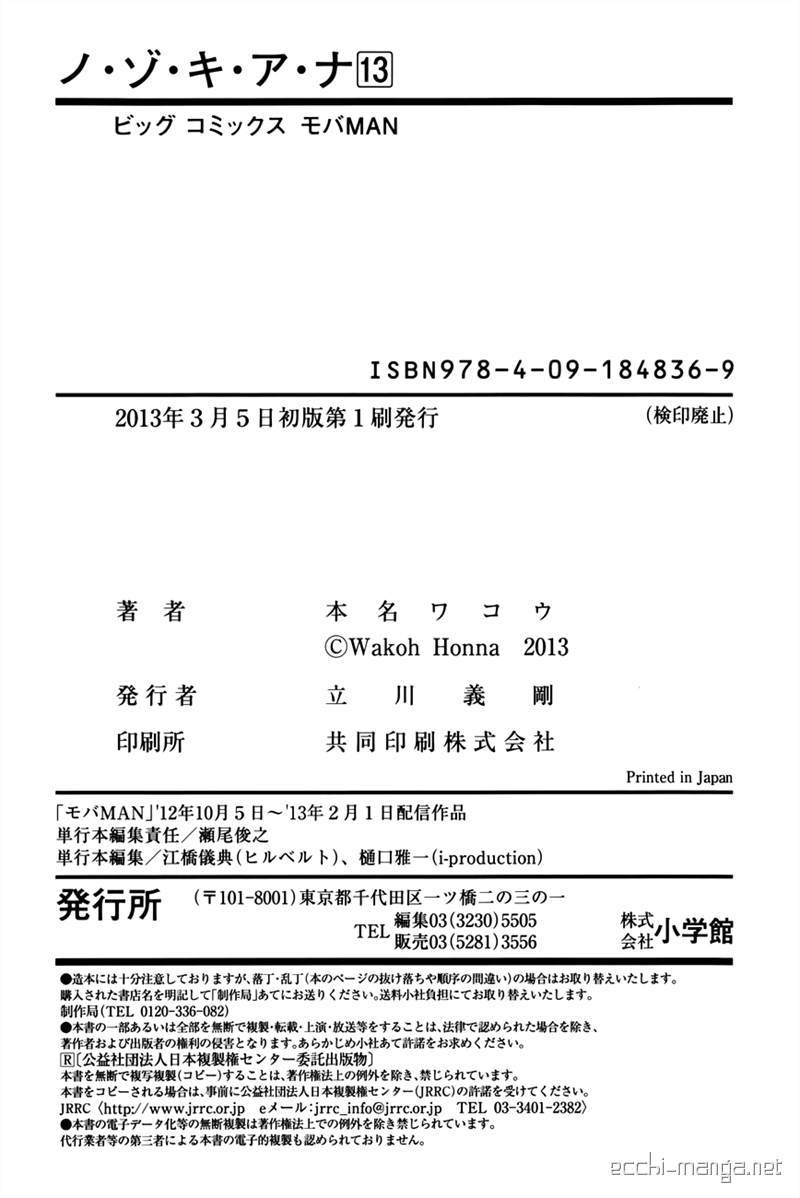 ノ・ゾ・キ・ア・ナ13
ビッグ コミックス モバMAN
ISBN978-4-09-184836-9
2013年3月5日初版第1刷発行 (検印廃止)
著者 本名ワコウ
©Wakoh Honna 2013
発行者 立川義剛
印刷所 共同印刷株式会社
Printed in Japan
「モバMAN」'12年10月5日〜'13年2月1日配信作品
単行本編集責任／瀬尾俊之
単行本編集／江橋儀典(ヒルベルト)、樋口雅一(i-production)
発行所 (〒101-8001)東京都千代田区一ツ橋二の三の一
TEL 編集03(3230)5505
販売03(5281)3556
株式会社 小学館
●造本には十分注意しておりますが、落丁・乱丁(本のページの抜け落ちや順序の間違い)の場合はお取り替えいたします。
購入された書店名を明記して「制作局」あてにお送りください。送料小社負担にてお取り替えいたします。
制作局(TEL 0120-336-082)
●本書の一部あるいは全部を無断で複製・転載・上演・放送等をすることは、法律で認められた場合を除き、
著作者および出版者の権利の侵害となります。あらかじめ小社あて許諾をお求めください。
R〔公益社団法人日本複製権センター委託出版物〕
本書を無断で複写複製(コピー)することは、著作権法上の例外を除き、禁じられています。
本書をコピーされる場合は、事前に公益社団法人日本複製権センター(JRRC)の許諾を受けてください。
JRRC〈http://www.jrrc.or.jp eメール:jrrc_info@jrrc.or.jp TEL 03-3401-2382〉
●本書の電子データ化等の無断複製は著作権法上での例外を除き禁じられています。
代行業者等の第三者による本書の電子的複製も認められておりません。
ecchi-manga.net